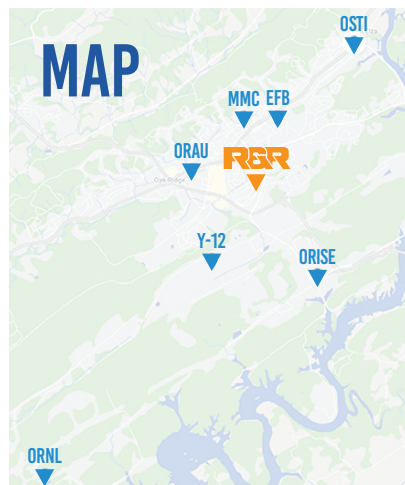 OSTI
MAP
MMC EFB
ORAU R&R
Oak Ridge
Y-12
ORISE
ORNL